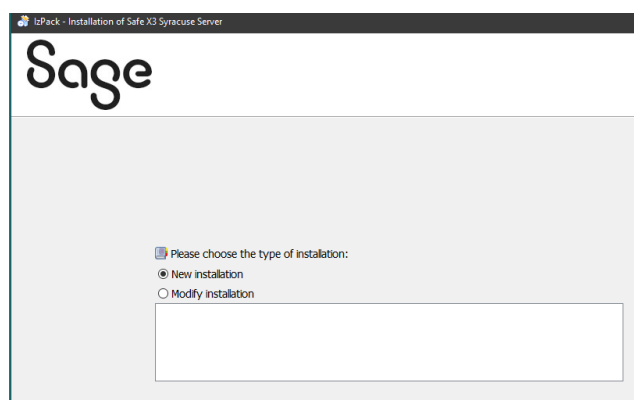 IzPack - Installation of Safe X3 Syracuse Server
Sage
Please choose the type of installation:
New installation
Modify installation